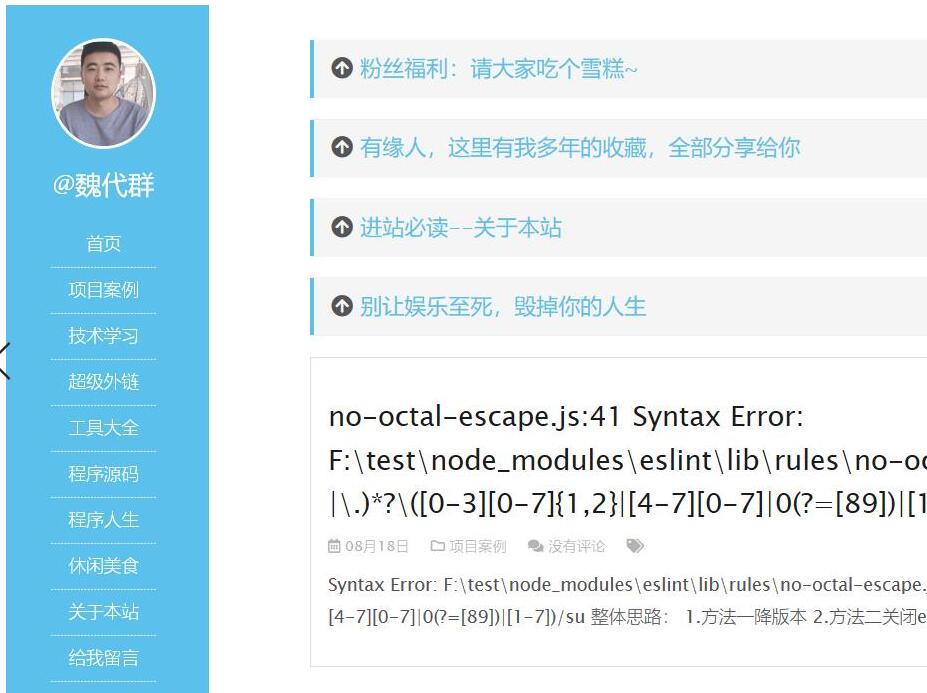 @魏代群
首页
项目案例
技术学习
超级外链
工具大全
程序源码
程序人生
休闲美食
关于本站
给我留言
粉丝福利：请大家吃个雪糕~
有缘人，这里有我多年的收藏，全部分享给你
进站必读--关于本站
别让娱乐至死，毁掉你的人生
no-octal-escape.js:41 Syntax Error:
F:\test\node_modules\eslint\lib\rules\no-oc
|\.)*?\([0-3][0-7]{1,2}|[4-7][0-7]|0(?=[89])|[1
08月18日 项目案例 没有评论
Syntax Error: F:\test\node_modules\eslint\lib\rules\no-octal-escape.
[4-7][0-7]|0(?=[89])|[1-7])/su 整体思路： 1.方法一降版本 2.方法二关闭e